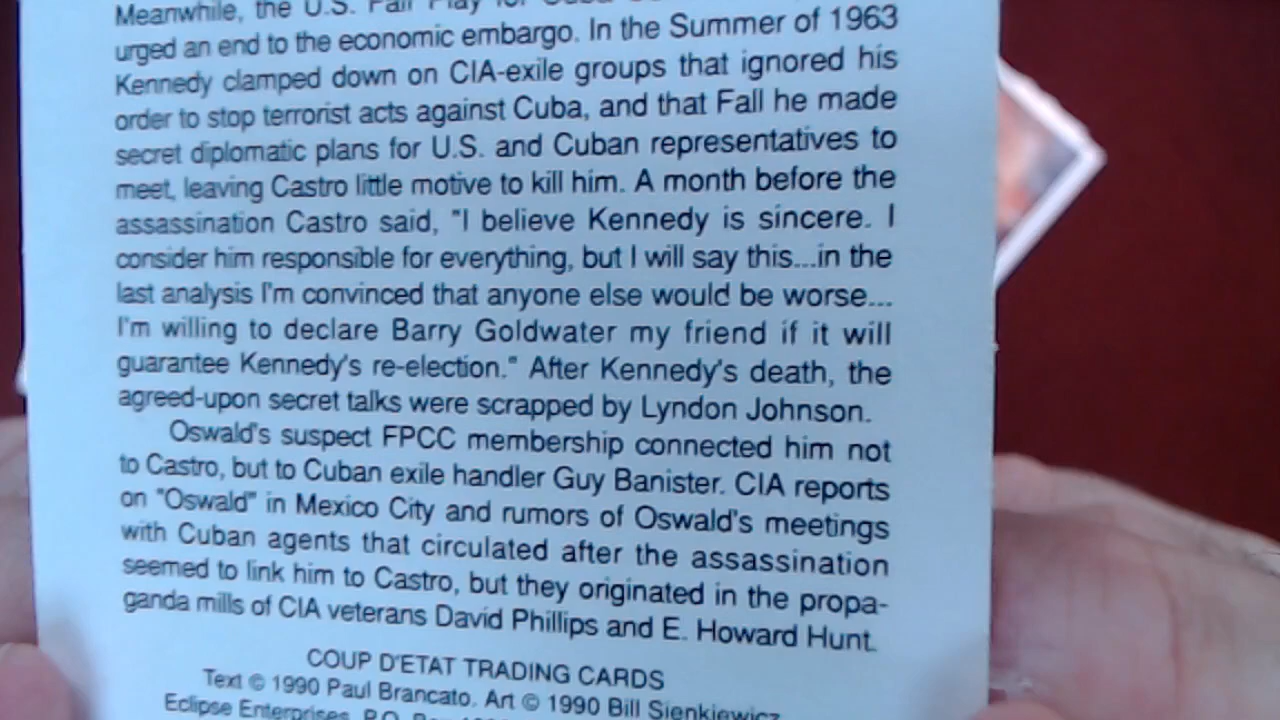 Meanwhile, the U.S. Fair Play for Cuba
urged an end to the economic embargo. In the Summer of 1963
Kennedy clamped down on CIA-exile groups that ignored his
order to stop terrorist acts against Cuba, and that Fall he made
secret diplomatic plans for U.S. and Cuban representatives to
meet, leaving Castro little motive to kill him. A month before the
assassination Castro said, "I believe Kennedy is sincere. I
consider him responsible for everything, but I will say this...in the
last analysis I'm convinced that anyone else would be worse...
I'm willing to declare Barry Goldwater my friend if it will
guarantee Kennedy's re-election." After Kennedy's death, the
agreed-upon secret talks were scrapped by Lyndon Johnson.
Oswald's suspect FPCC membership connected him not
to Castro, but to Cuban exile handler Guy Banister. CIA reports
on "Oswald" in Mexico City and rumors of Oswald's meetings
with Cuban agents that circulated after the assassination
seemed to link him to Castro, but they originated in the propa-
ganda mills of CIA veterans David Phillips and E. Howard Hunt.
COUP D'ETAT TRADING CARDS
Text © 1990 Paul Brancato. Art © 1990 Bill Sienkiewicz
Eclipse Enterprises, P.O. Box